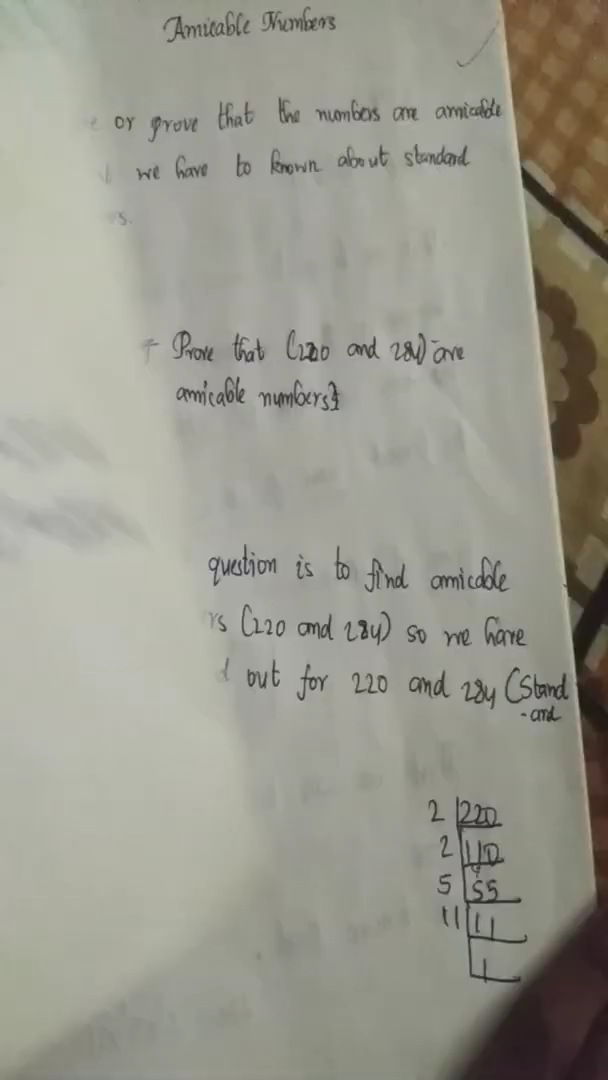 Amicable Numbers
or prove that the numbers are amicable
we have to known about standard
s.
Prove that (220 and 284) are
amicable numbers}
question is to find amicable
rs (220 and 284) so we have
d out for 220 and 284 (Stand
-ard
2 220
2 110
5 55
11 11
1